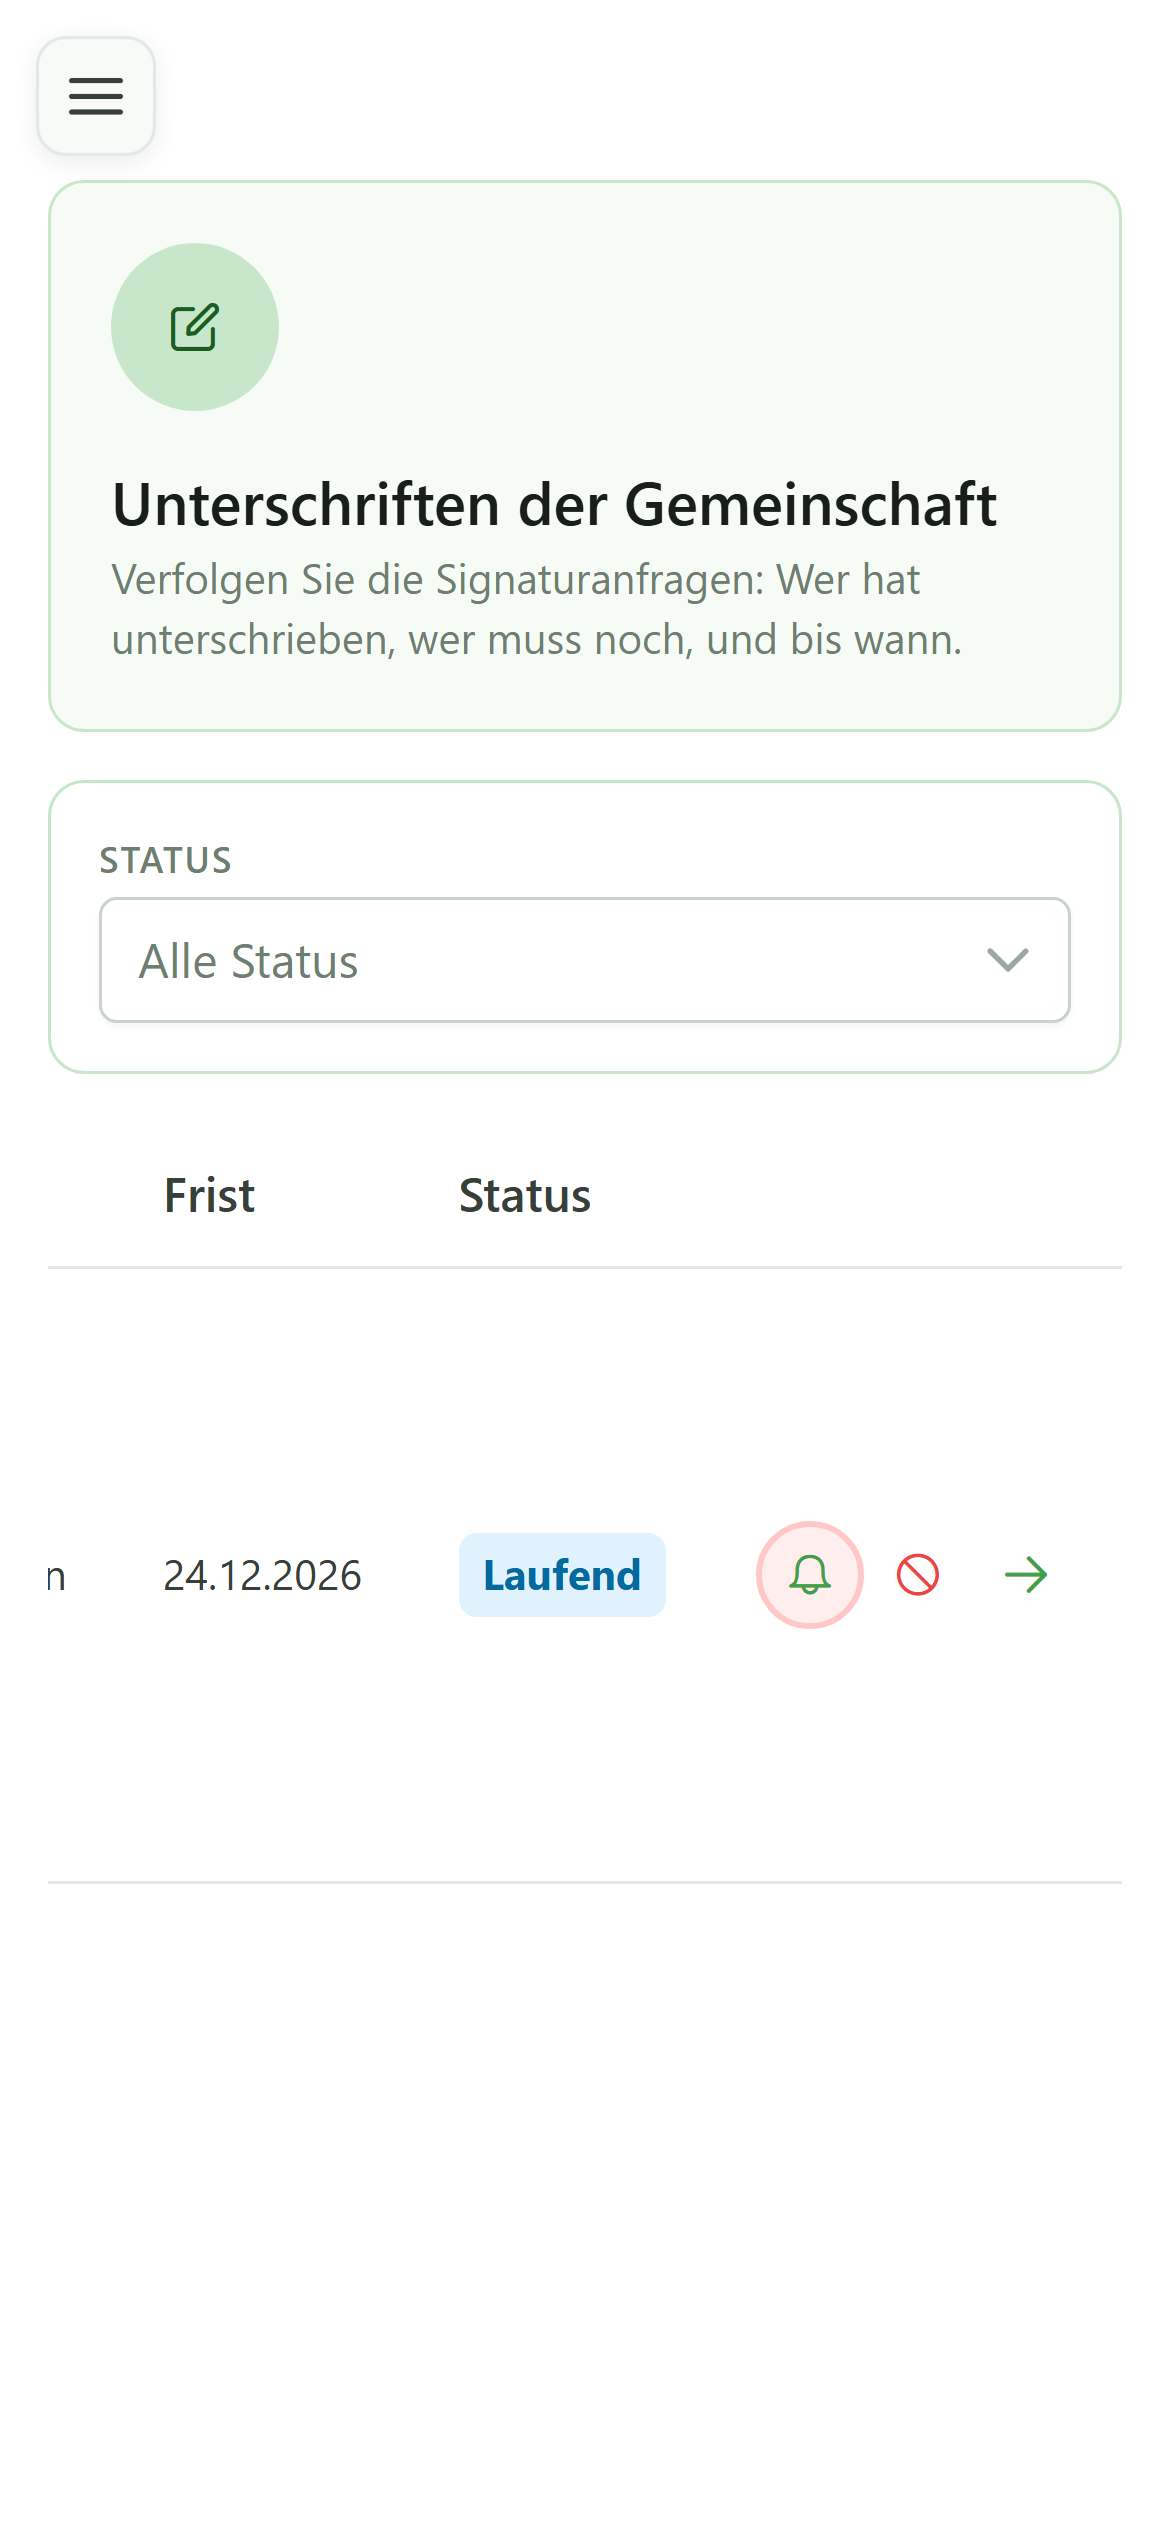 Unterschriften der Gemeinschaft
Verfolgen Sie die Signaturanfragen: Wer hat
unterschrieben, wer muss noch, und bis wann.
STATUS
Alle Status
Frist Status
n 24.12.2026 Laufend